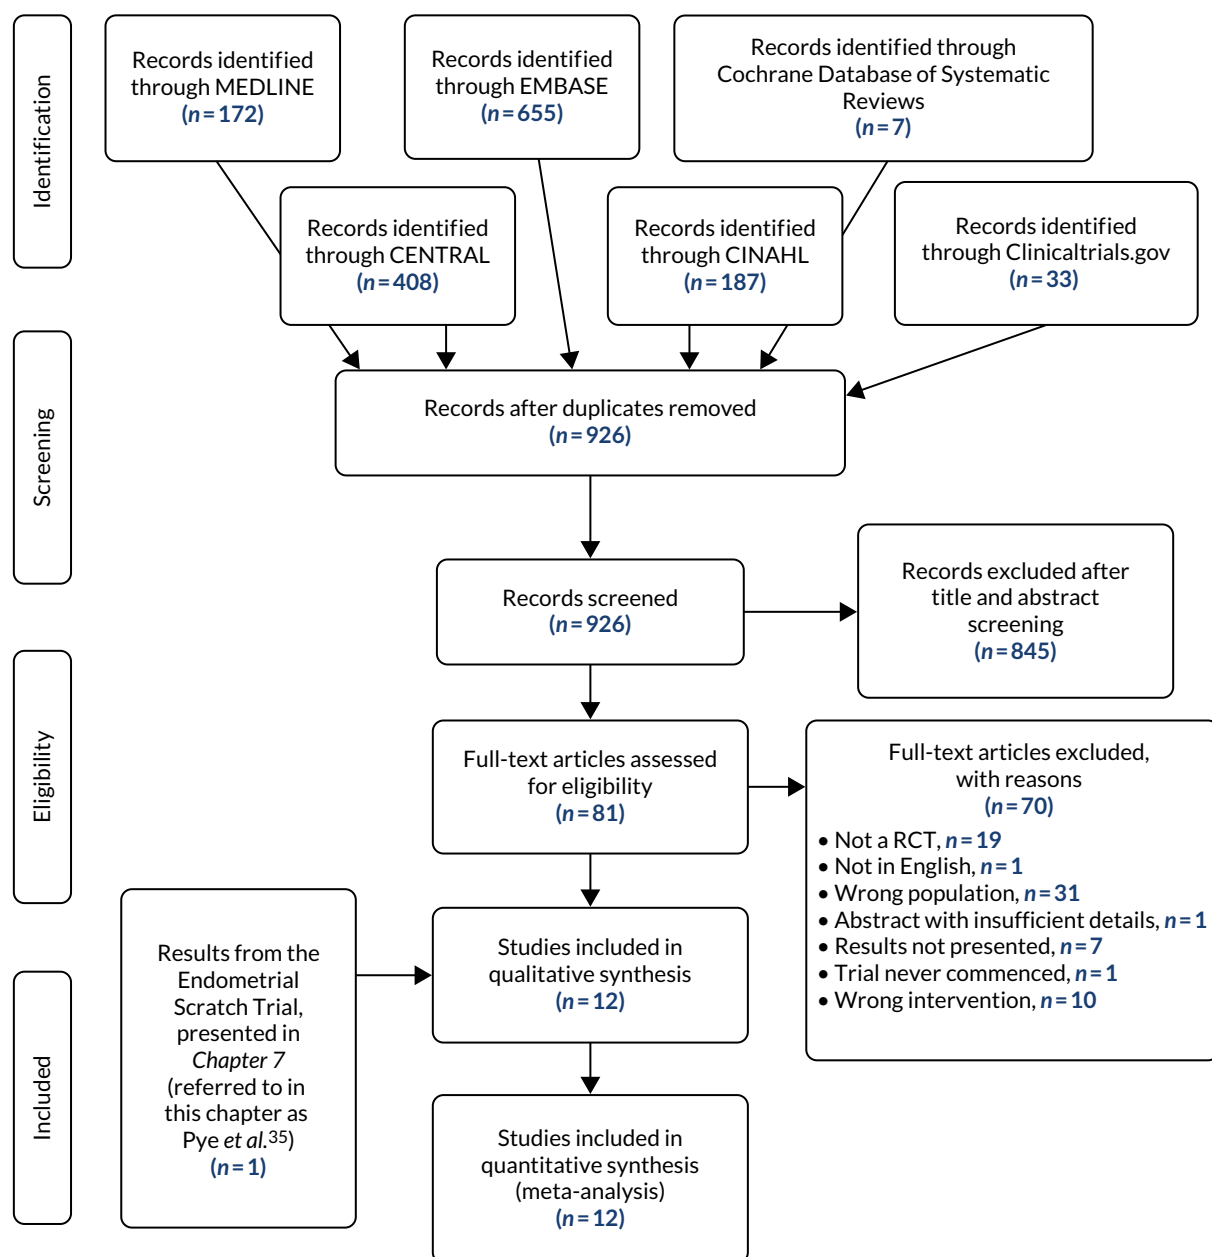 Identification
Records identified
through MEDLINE
(n=172)
Records identified
through EMBASE
(n=655)
Records identified through
Cochrane Database of Systematic
Reviews
(n=7)
Records identified
through CENTRAL
(n=408)
Records identified
through CINAHL
(n=187)
Records identified
through Clinicaltrials.gov
(n=33)
Screening
Records after duplicates removed
(n=926)
Records screened
(n=926)
Records excluded after
title and abstract
screening
(n=845)
Eligibility
Full-text articles assessed
for eligibility
(n=81)
Full-text articles excluded,
with reasons
(n=70)
• Not a RCT, n=19
• Not in English, n=1
• Wrong population, n=31
• Abstract with insufficient details, n=1
• Results not presented, n=7
• Trial never commenced, n=1
• Wrong intervention, n=10
Included
Results from the
Endometrial
Scratch Trial,
presented in
Chapter 7
(referred to in
this chapter as
Pye et al.35)
(n=1)
Studies included in
qualitative synthesis
(n=12)
Studies included in
quantitative synthesis
(meta-analysis)
(n=12)